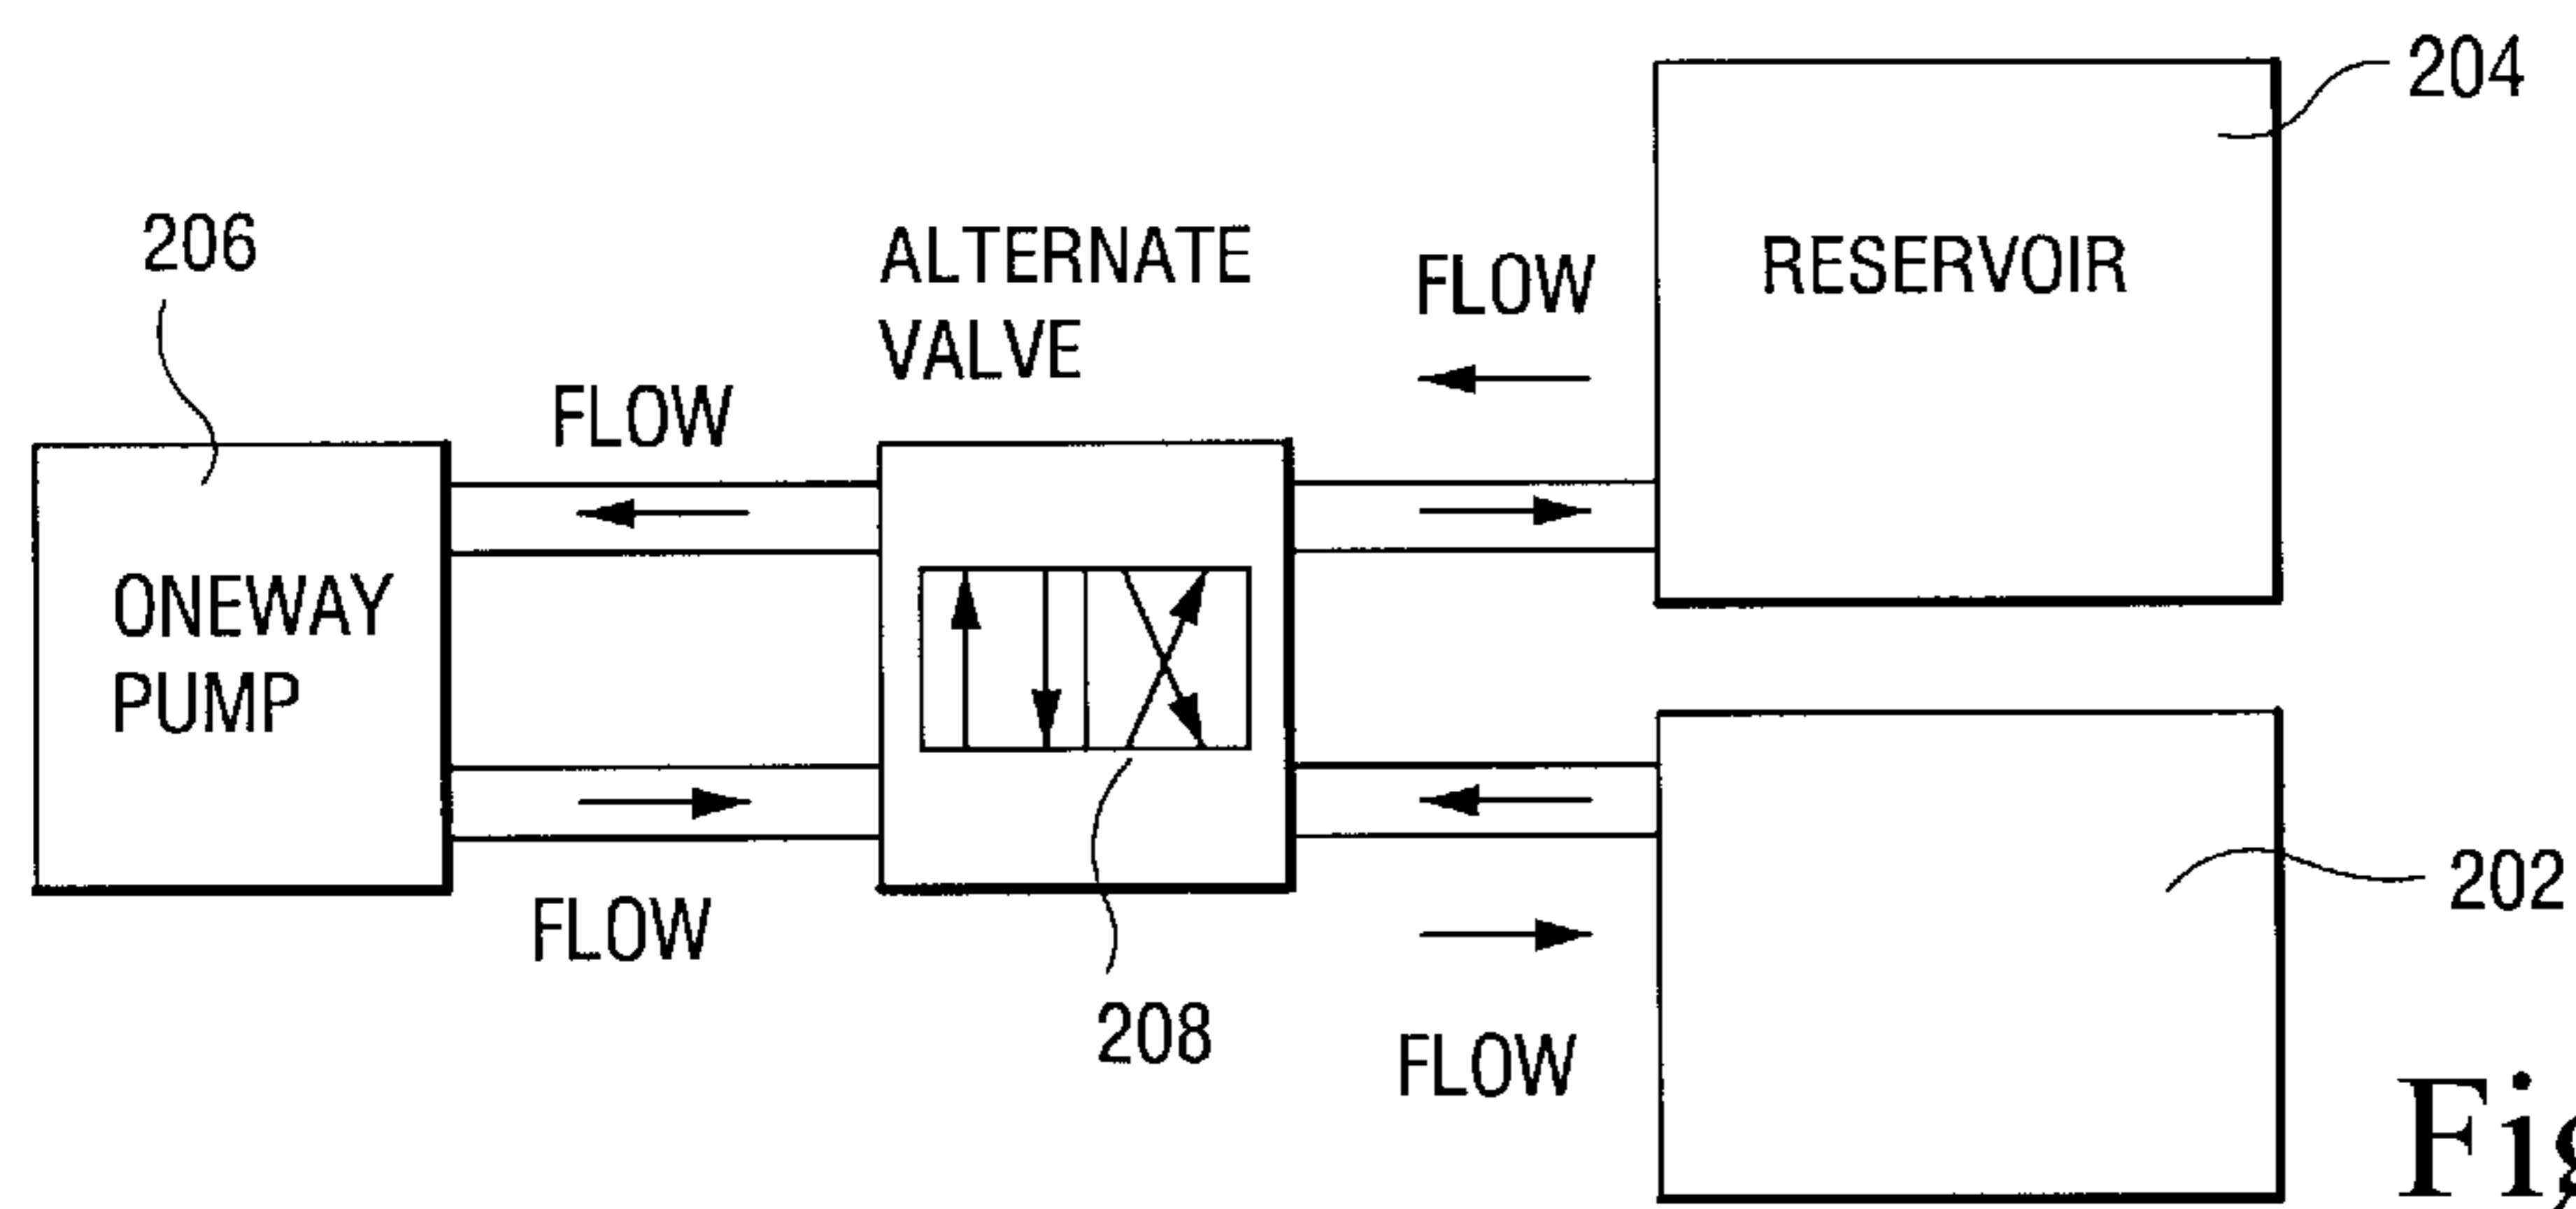 204
206
ALTERNATE
VALVE
FLOW
RESERVOIR
FLOW
ONEWAY
PUMP
FLOW
202
208
FLOW